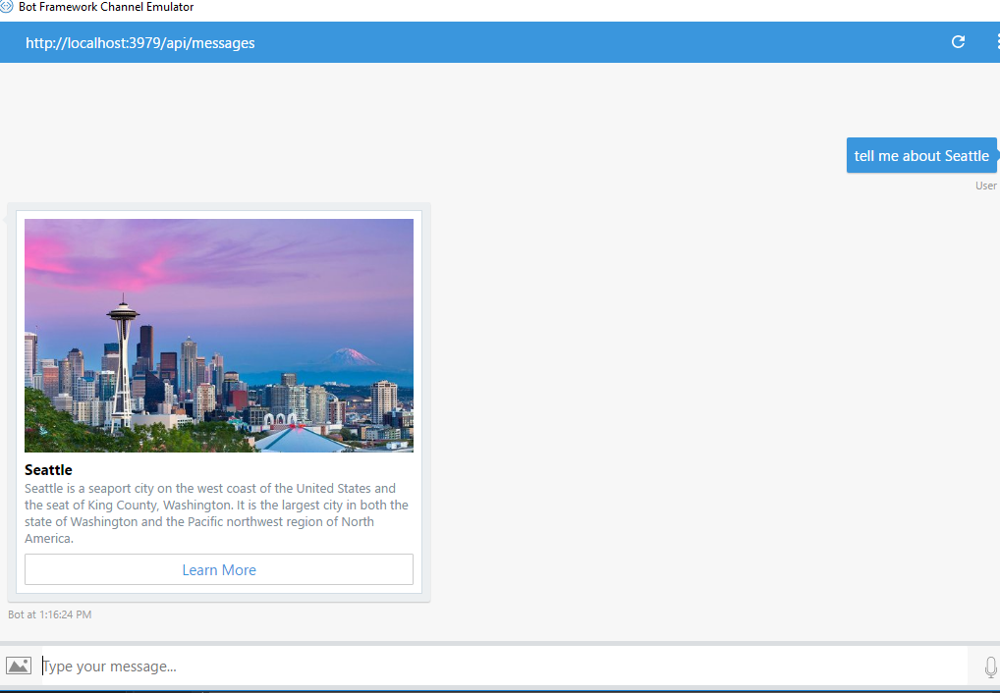 Bot Framework Channel Emulator
http://localhost:3979/api/messages
tell me about Seattle
User
Seattle
Seattle is a seaport city on the west coast of the United States and
the seat of King County, Washington. It is the largest city in both the
state of Washington and the Pacific northwest region of North
America.
Learn More
Bot at 1:16:24 PM
Type your message...